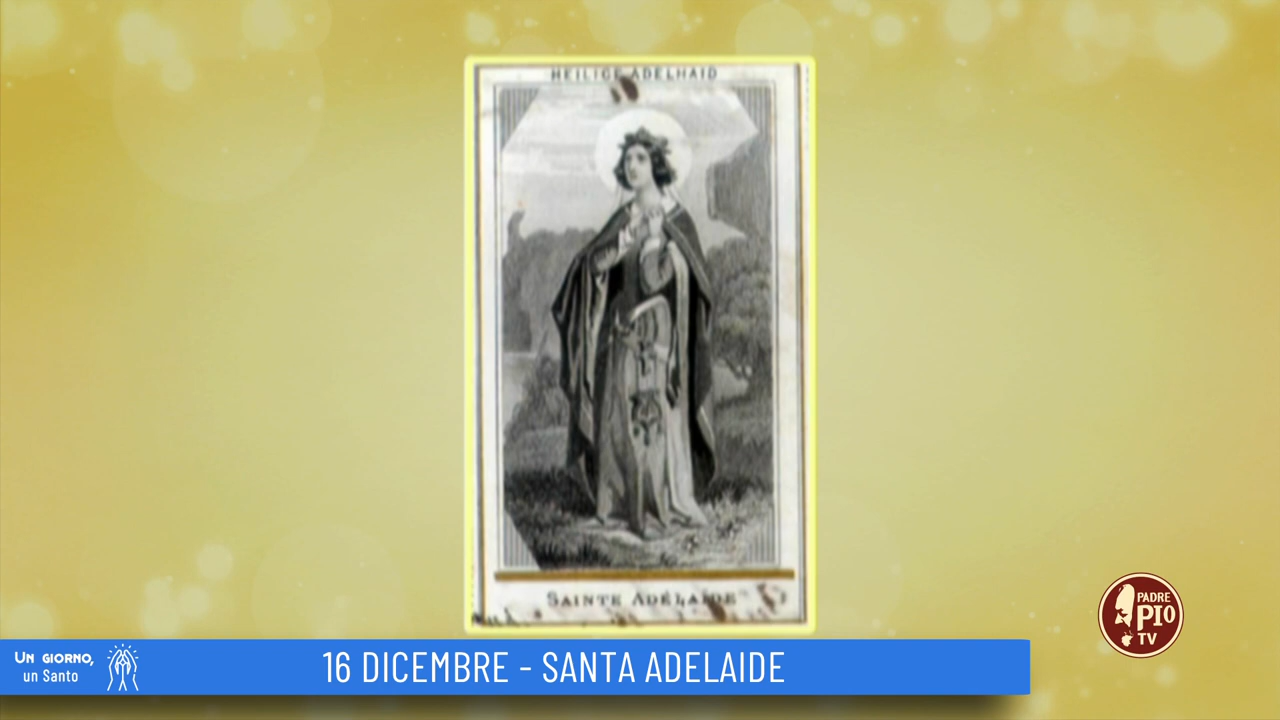 HEILIGE ADELHAID
SAINTE ADÉLAIDE
UN GIORNO,
un Santo
16 DICEMBRE - SANTA ADELAIDE
PADRE
PIO
TV